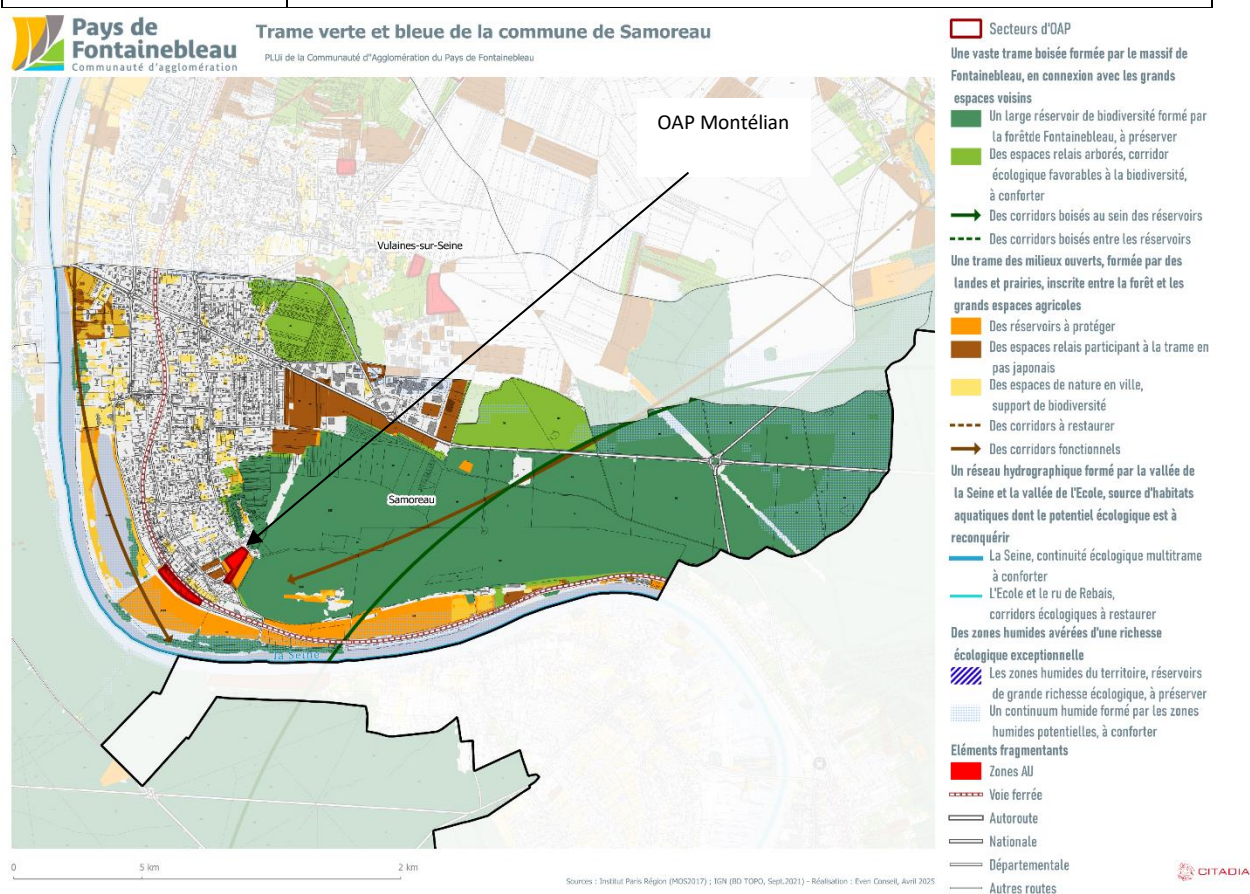 Pays de
Fontainebleau
Communauté d'agglomération
Trame verte et bleue de la commune de Samoreau
PLUi de la Communauté d"Agglomération du Pays de Fontainebleau
OAP Montélian
Vulaines-sur-Seine
Samoreau
la Seine
Secteurs d'OAP
Une vaste trame boisée formée par le massif de
Fontainebleau, en connexion avec les grands
espaces voisins
Un large réservoir de biodiversité formé par
la forêtde Fontainebleau, à préserver
Des espaces relais arborés, corridor
écologique favorables à la biodiversité,
à conforter
Des corridors boisés au sein des réservoirs
Des corridors boisés entre les réservoirs
Une trame des milieux ouverts, formée par des
landes et prairies, inscrite entre la forêt et les
grands espaces agricoles
Des réservoirs à protéger
Des espaces relais participant à la trame en
pas japonais
Des espaces de nature en ville,
support de biodiversité
Des corridors à restaurer
Des corridors fonctionnels
Un réseau hydrographique formé par la vallée de
la Seine et la vallée de l'Ecole, source d'habitats
aquatiques dont le potentiel écologique est à
reconquérir
La Seine, continuité écologique multitrame
à conforter
L'Ecole et le ru de Rebais,
corridors écologiques à restaurer
Des zones humides avérées d'une richesse
écologique exceptionnelle
Les zones humides du territoire, réservoirs
de grande richesse écologique, à préserver
Un continuum humide formé par les zones
humides potentielles, à conforter
Eléments fragmentants
Zones AU
Voie ferrée
Autoroute
Nationale
Départementale
Autres routes
0 5 km 2 km
Sources : Institut Paris Région (MOS2017) ; IGN (BD TOPO, Sept.2021) - Réalisation : Even Conseil, Avril 2025
CITADIA